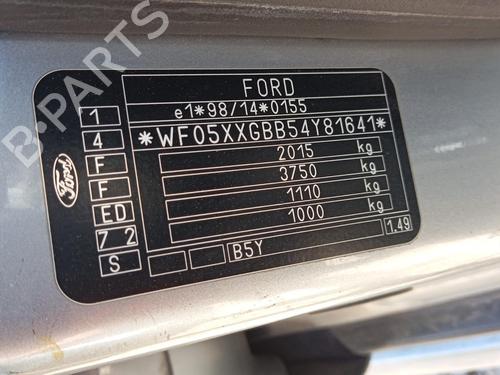 B-PARTS
FORD
e1*98/14*0155
*WF05XXGBB54Y81641*
2015 kg
3750 kg
1110 kg
1000 kg
B5Y
1.49
1
4
F
F
ED
7 2
S
Ford